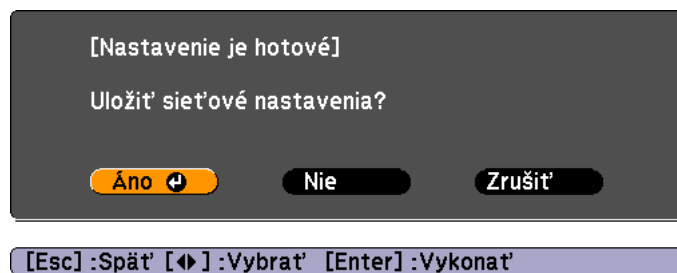 [Nastavenie je hotové]
Uložiť sieťové nastavenia?
Áno Nie Zrušiť
[Esc] :Späť [◆] :Vybrať [Enter] :Vykonať